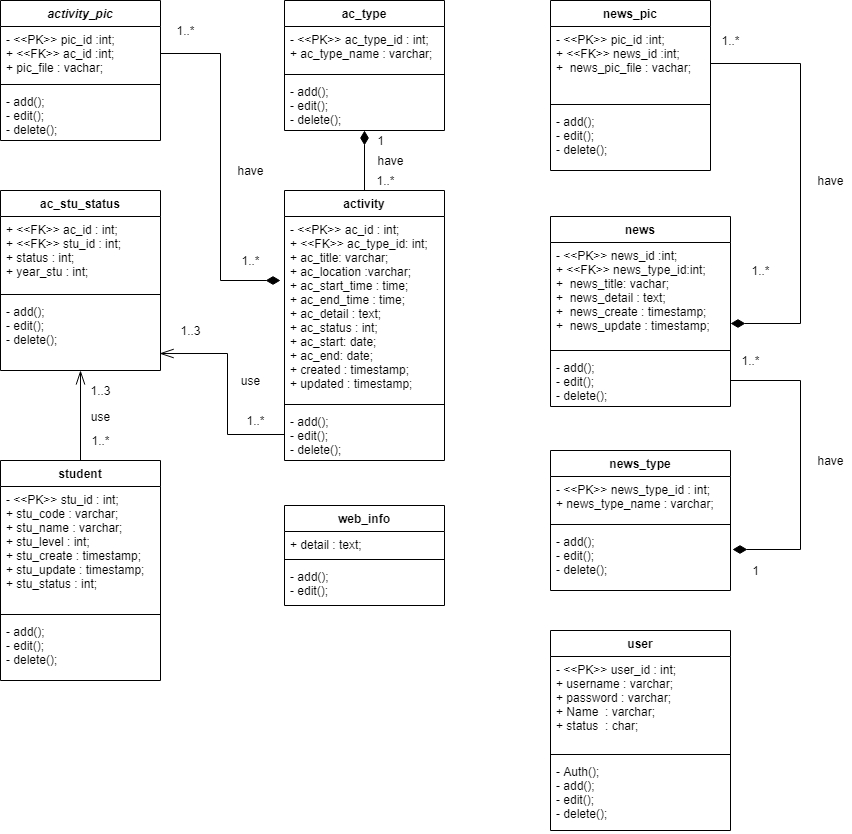 activity_pic
- <<PK>> pic_id :int;
+ <<FK>> ac_id :int;
+ pic_file : vachar;
- add();
- edit();
- delete();
1..*
have
1..*
ac_type
- <<PK>> ac_type_id : int;
+ ac_type_name : varchar;
- add();
- edit();
- delete();
1
have
1..*
news_pic
- <<PK>> pic_id :int;
+ <<FK>> news_id :int;
+ news_pic_file : vachar;
- add();
- edit();
- delete();
1..*
have
1..*
ac_stu_status
+ <<FK>> ac_id : int;
+ <<FK>> stu_id : int;
+ status : int;
+ year_stu : int;
- add();
- edit();
- delete();
1..3
use
1..*
activity
- <<PK>> ac_id : int;
+ <<FK>> ac_type_id: int;
+ ac_title: varchar;
+ ac_location :varchar;
+ ac_start_time : time;
+ ac_end_time : time;
+ ac_detail : text;
+ ac_status : int;
+ ac_start: date;
+ ac_end: date;
+ created : timestamp;
+ updated : timestamp;
- add();
- edit();
- delete();
news
- <<PK>> news_id :int;
+ <<FK>> news_type_id:int;
+ news_title: vachar;
+ news_detail : text;
+ news_create : timestamp;
+ news_update : timestamp;
- add();
- edit();
- delete();
1..*
have
1
1..3
use
1..*
student
- <<PK>> stu_id : int;
+ stu_code : varchar;
+ stu_name : varchar;
+ stu_level : int;
+ stu_create : timestamp;
+ stu_update : timestamp;
+ stu_status : int;
- add();
- edit();
- delete();
web_info
+ detail : text;
- add();
- edit();
news_type
- <<PK>> news_type_id : int;
+ news_type_name : varchar;
- add();
- edit();
- delete();
user
- <<PK>> user_id : int;
+ username : varchar;
+ password : varchar;
+ Name : varchar;
+ status : char;
- Auth();
- add();
- edit();
- delete();